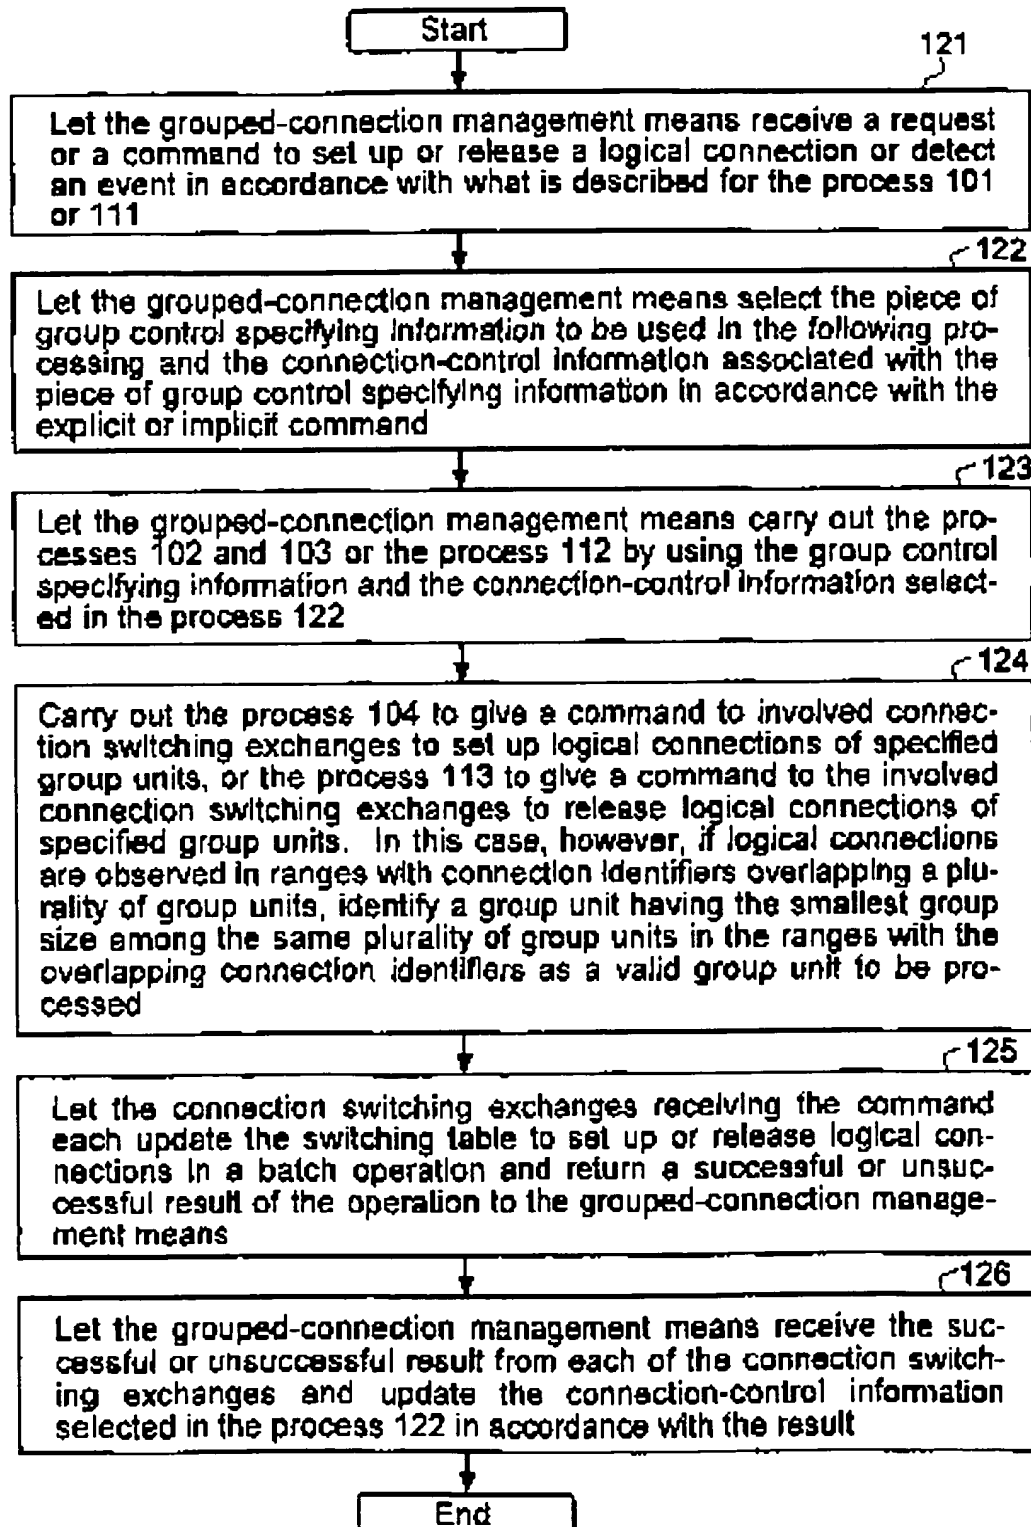 Start
121
Let the grouped-connection management means receive a request
or a command to set up or release a logical connection or detect
an event in accordance with what is described for the process 101
or 111
122
Let the grouped-connection management means select the piece of
group control specifying information to be used in the following pro-
cessing and the connection-control information associated with the
piece of group control specifying information in accordance with the
explicit or implicit command
123
Let the grouped-connection management means carry out the pro-
cesses 102 and 103 or the process 112 by using the group control
specifying information and the connection-control information select-
ed in the process 122
124
Carry out the process 104 to give a command to involved connec-
tion switching exchanges to set up logical connections of specified
group units, or the process 113 to give a command to the involved
connection switching exchanges to release logical connections of
specified group units. In this case, however, if logical connections
are observed in ranges with connection identifiers overlapping a plu-
rality of group units, identify a group unit having the smallest group
size among the same plurality of group units in the ranges with the
overlapping connection identifiers as a valid group unit to be pro-
cessed
125
Let the connection switching exchanges receiving the command
each update the switching table to set up or release logical con-
nections in a batch operation and return a successful or unsuc-
cessful result of the operation to the grouped-connection manage-
ment means
126
Let the grouped-connection management means receive the suc-
cessful or unsuccessful result from each of the connection switch-
ing exchanges and update the connection-control information
selected in the process 122 in accordance with the result
End